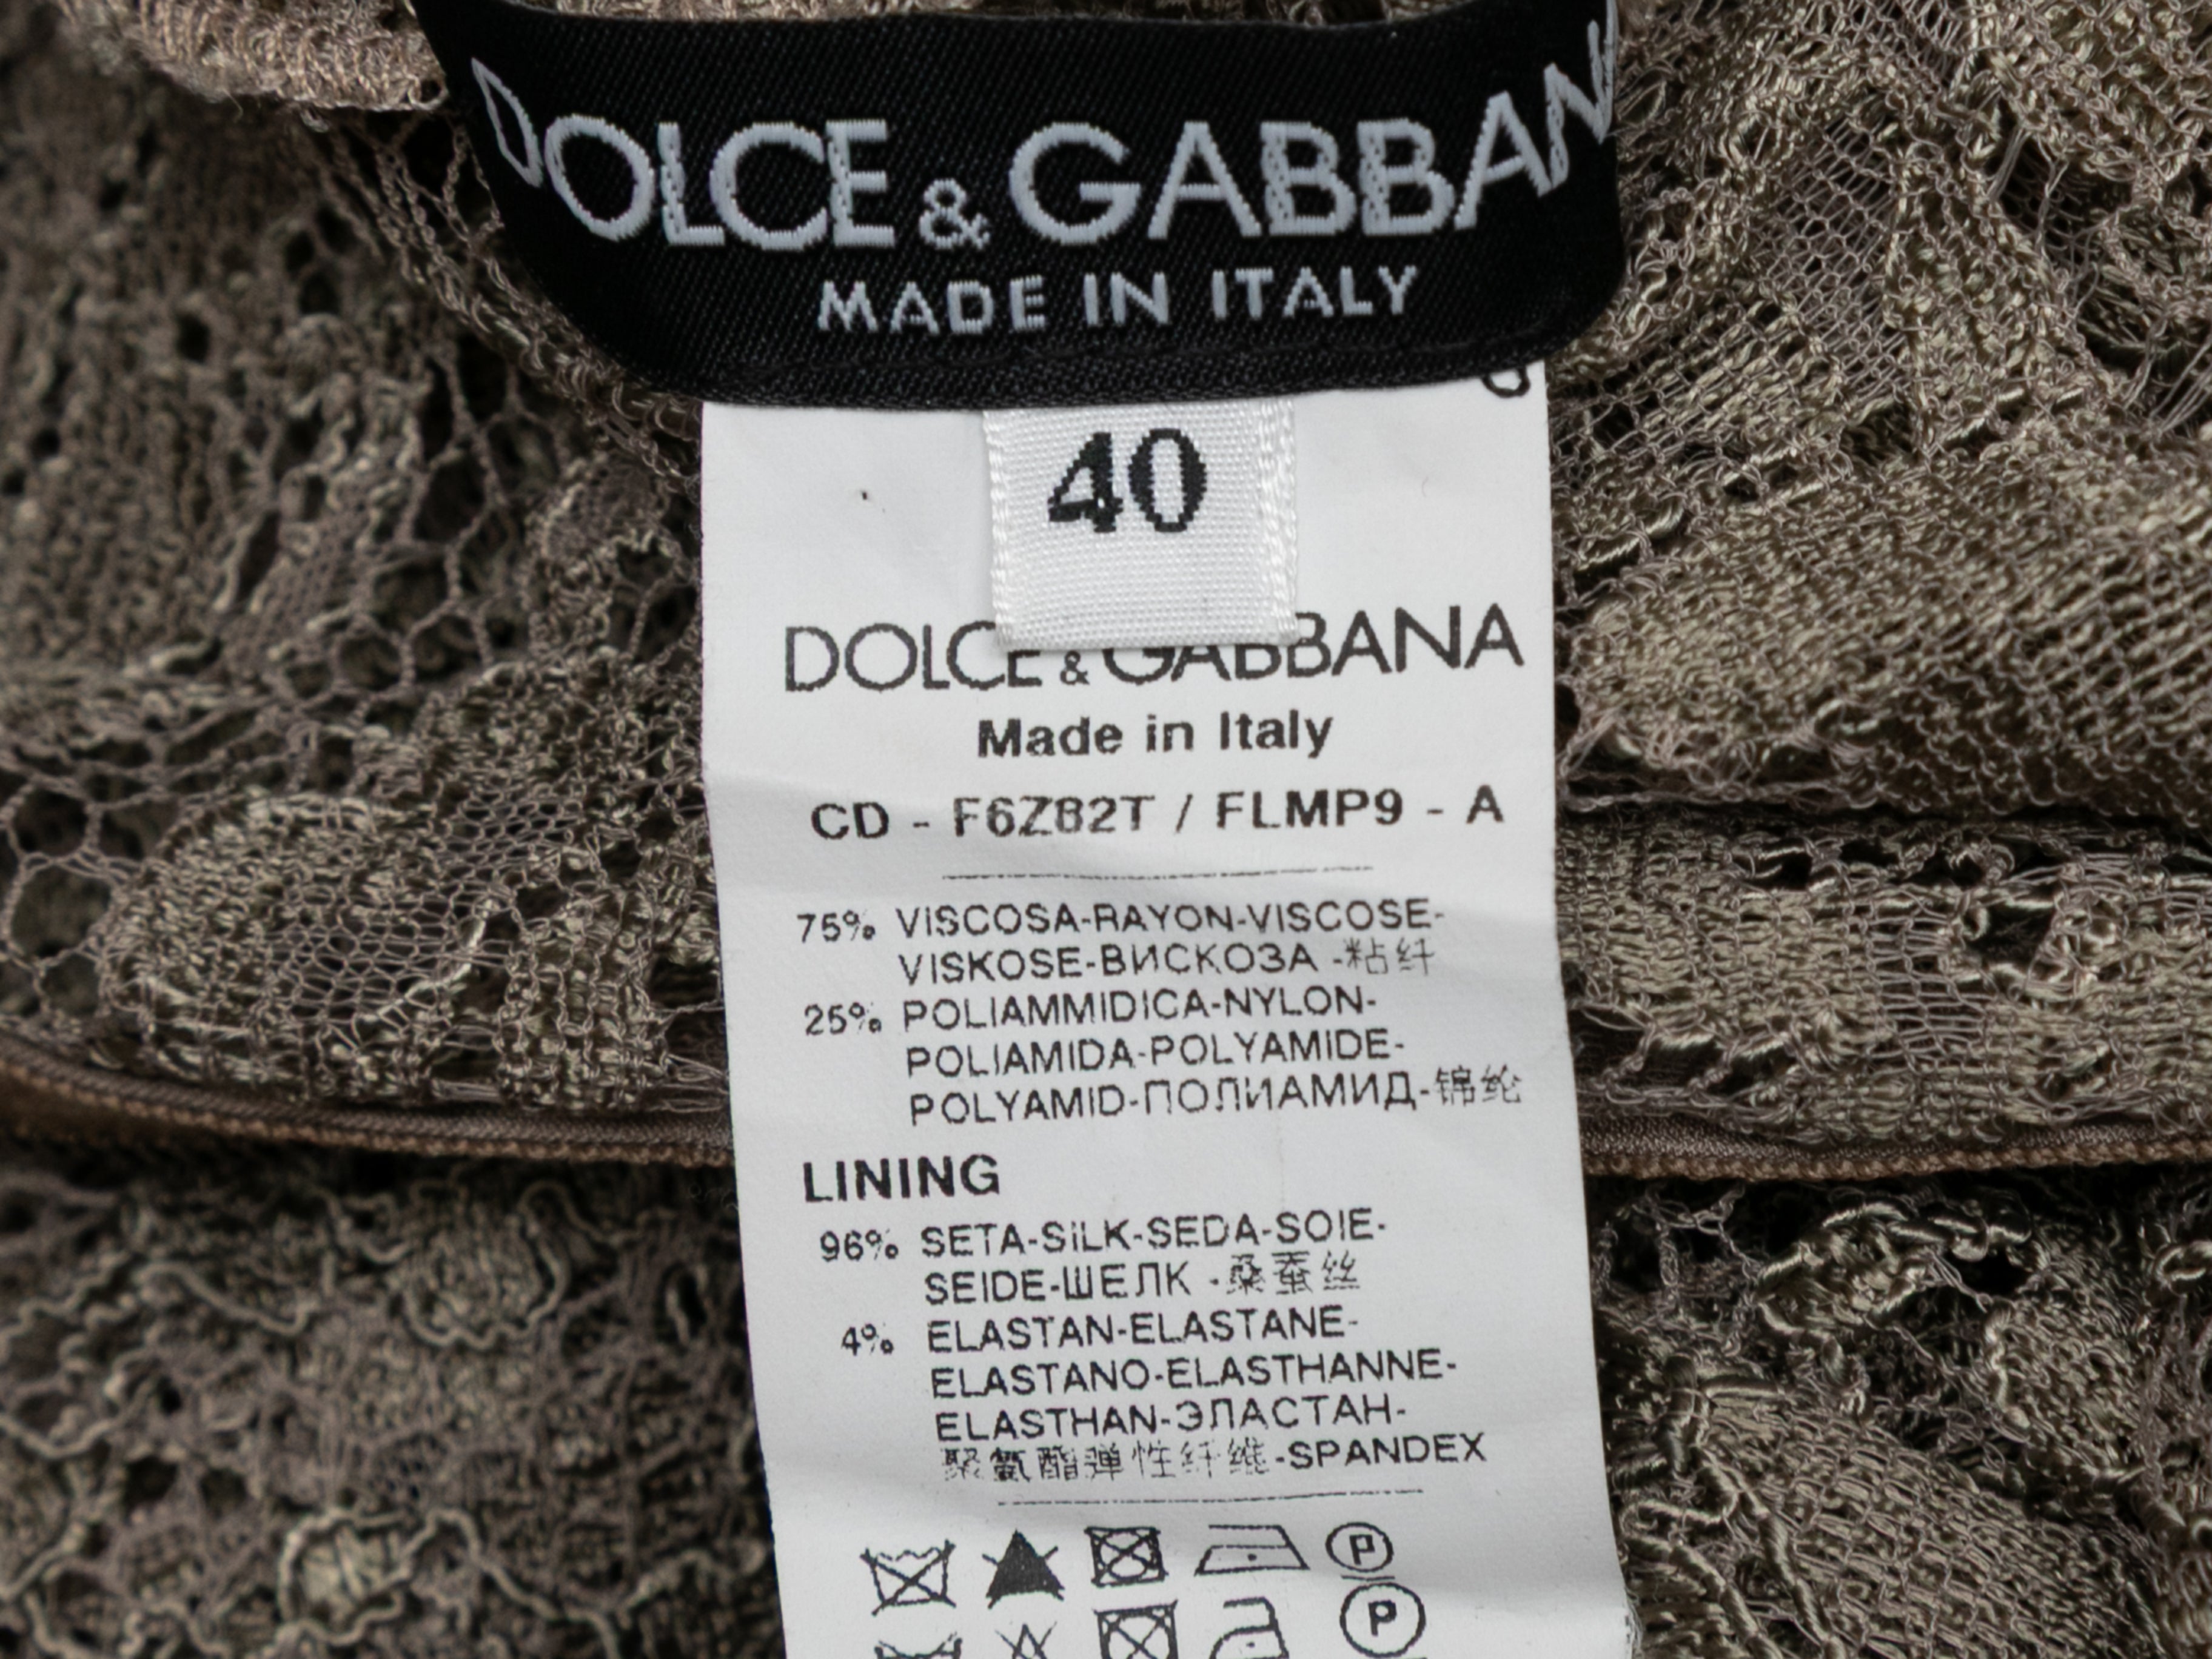 DOLCE & GABBAN
MADE IN ITALY
40
DOLCE & GABBANA
Made in Italy
CD - F6Z82T / FLMP9 - A
75% VISCOSA-RAYON-VISCOSE-
VISKOSE-ВИСКОЗА -粘纤
25% POLIAMMIDICA-NYLON-
POLIAMIDA-POLYAMIDE-
POLYAMID-ПОЛИАМИД-锦纶
LINING
96% SETA-SILK-SEDA-SOIE-
SEIDE-ШЕЛК -桑蚕丝
4% ELASTAN-ELASTANE-
ELASTANO-ELASTHANNE-
ELASTHAN-ЭЛАСТАН-
聚氨酯弹性纤维-SPANDEX
P
P